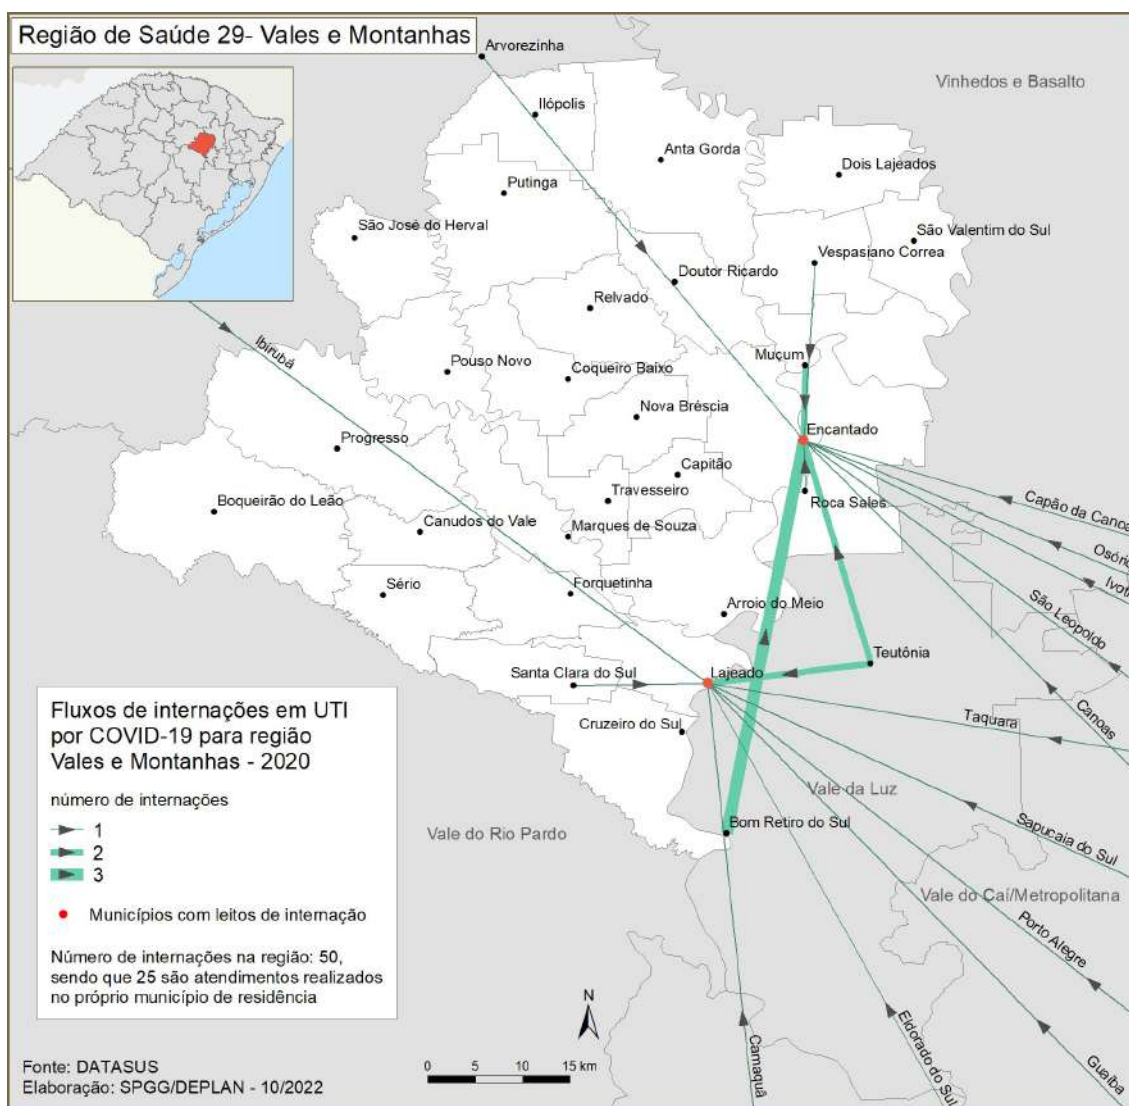 Região de Saúde 29- Vales e Montanhas
Arvorezinha
Vinhedos e Basalto
Ilópolis
Anta Gorda
Dois Lajeados
Putinga
São José do Herval
São Valentim do Sul
Vespasiano Correa
Doutor Ricardo
Relvado
Ibirubá
Muçum
Pouso Novo
Coqueiro Baixo
Nova Bréscia
Encantado
Progresso
Capitão
Travesseiro
Roca Sales
Boqueirão do Leão
Capão da Canoa
Canudos do Vale
Marques de Souza
Osório
Ivoti
Sério
Forquetinha
São Leopoldo
Arroio do Meio
Teutônia
Santa Clara do Sul
Lajeado
Canoas
Taquara
Cruzeiro do Sul
Vale da Luz
Bom Retiro do Sul
Vale do Rio Pardo
Sapucaia do Sul
Vale do Caí/Metropolitana
Porto Alegre
Camaquã
Eldorado do Sul
Guaíba
Fluxos de internações em UTI
por COVID-19 para região
Vales e Montanhas - 2020
número de internações
1
2
3
Municípios com leitos de internação
Número de internações na região: 50,
sendo que 25 são atendimentos realizados
no próprio município de residência
N
0 5 10 15 km
Fonte: DATASUS
Elaboração: SPGG/DEPLAN - 10/2022